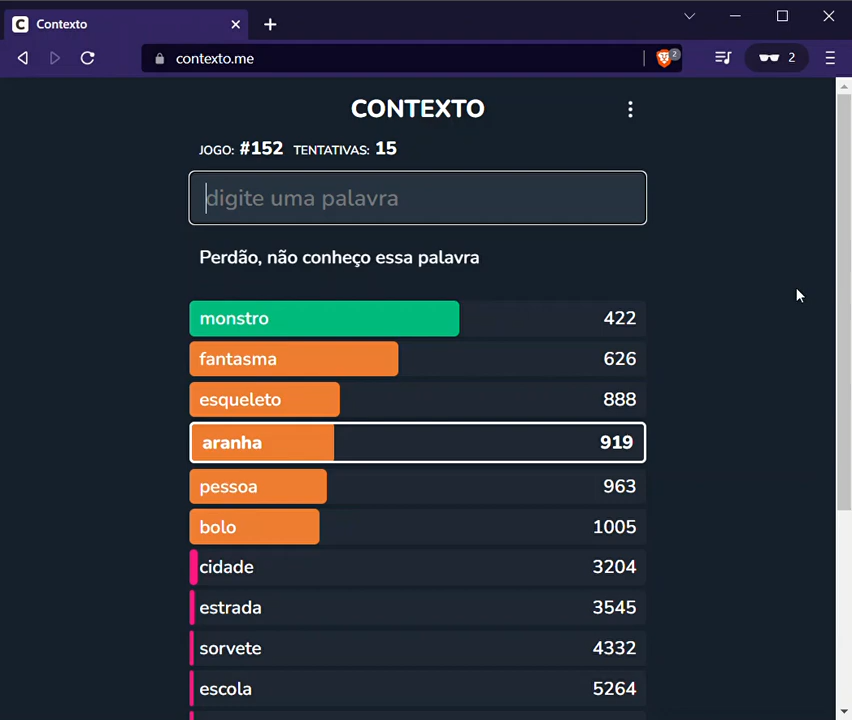 C Contexto
contexto.me
2
2
CONTEXTO
JOGO: #152 TENTATIVAS: 15
digite uma palavra
Perdão, não conheço essa palavra
monstro 422
fantasma 626
esqueleto 888
aranha 919
pessoa 963
bolo 1005
cidade 3204
estrada 3545
sorvete 4332
escola 5264